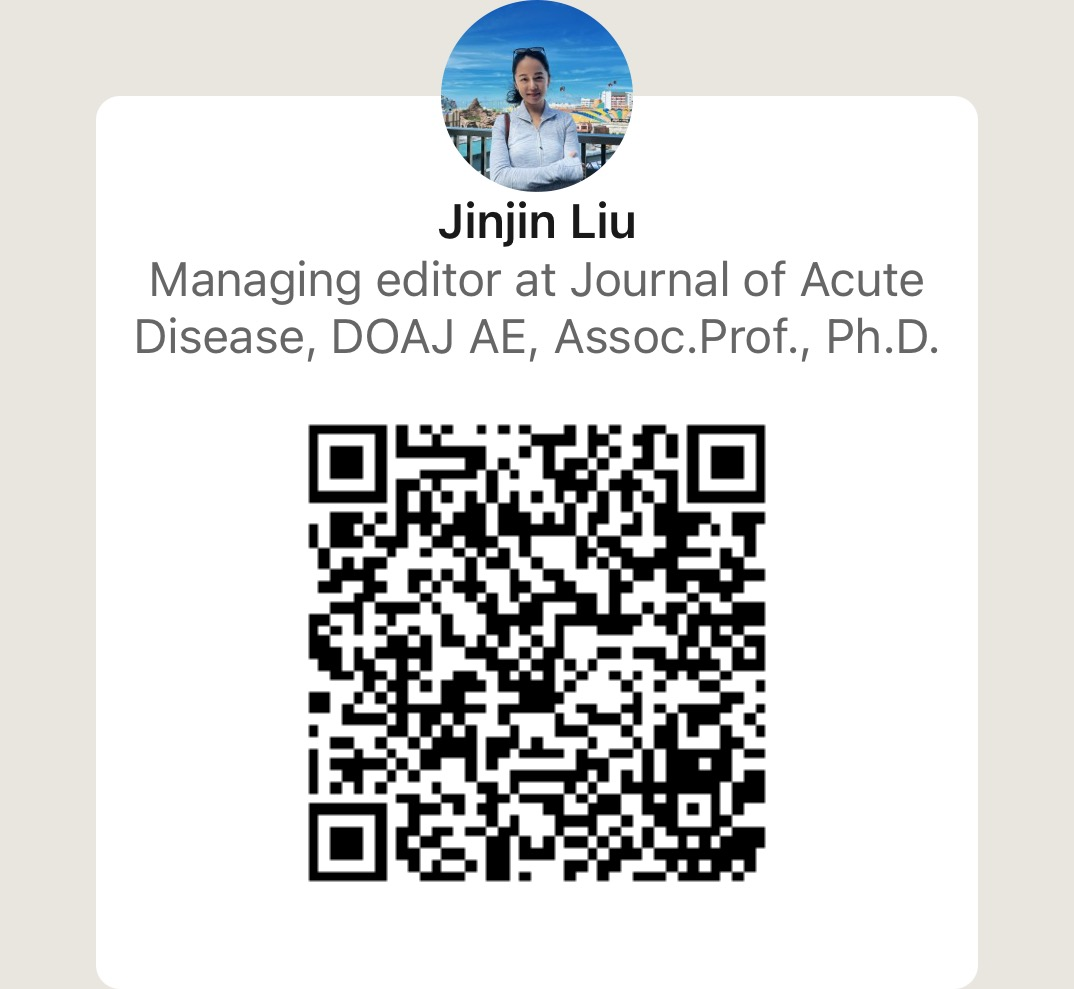 Jinjin Liu
Managing editor at Journal of Acute
Disease, DOAJ AE, Assoc.Prof., Ph.D.